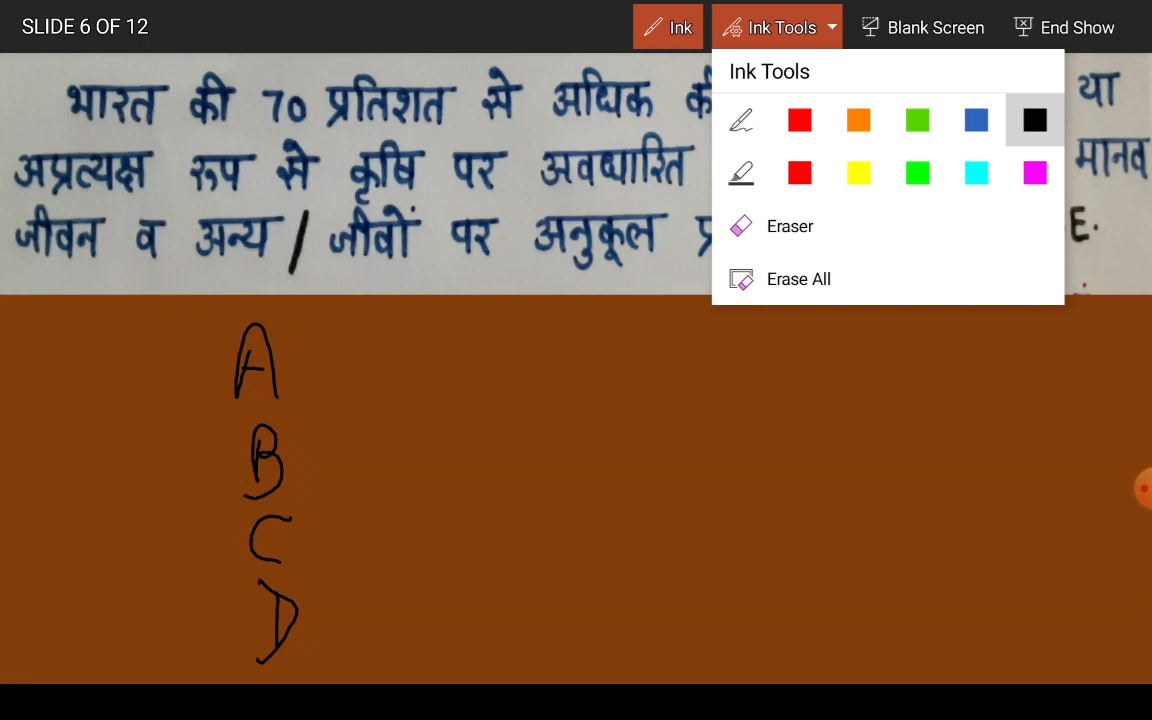 SLIDE 6 OF 12
Ink
Ink Tools
Blank Screen
End Show
Ink Tools
भारत की 70 प्रतिशत से अधिक की या
अप्रत्यक्ष रूप से कृषि पर अवधारित मानव
जीवन व अन्य / जीवों पर अनुकूल प्र E.
Eraser
Erase All
A
B
C
D